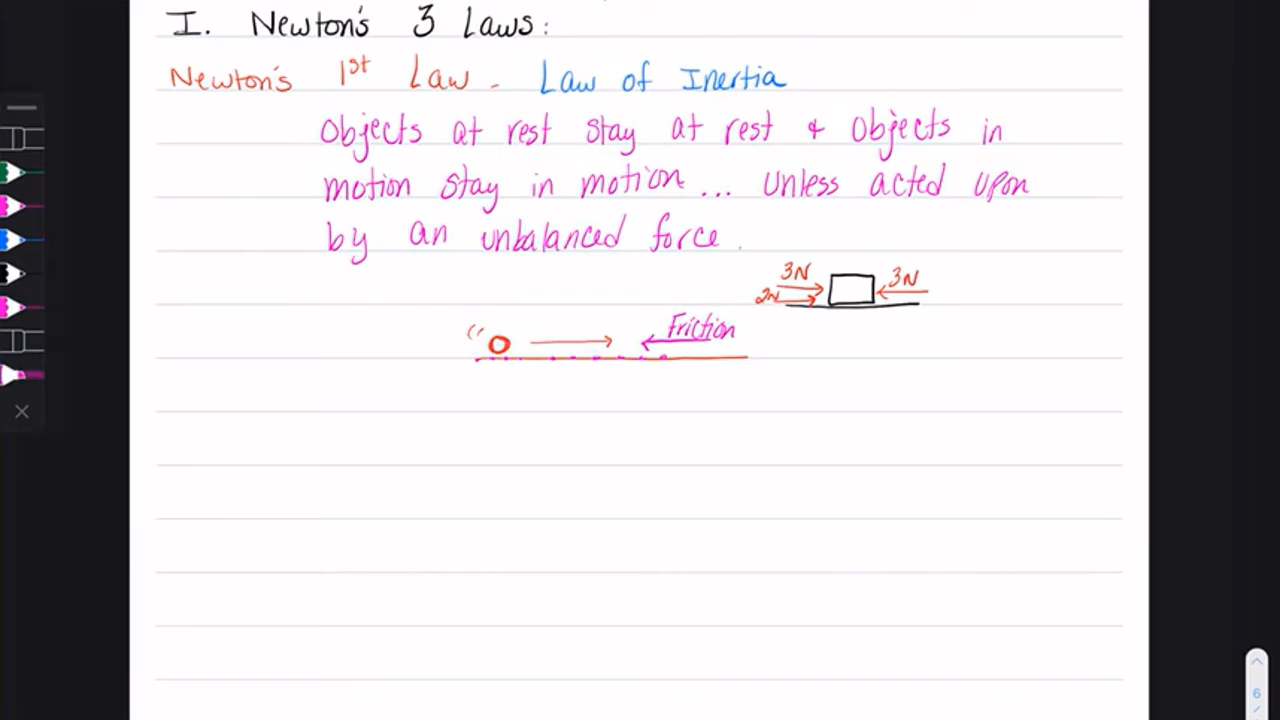 I. Newton's 3 Laws:
Newton's 1st Law - Law of Inertia
Objects at rest stay at rest & objects in
motion stay in motion... unless acted upon
by an unbalanced force.
3N 3N
2N
Friction
6